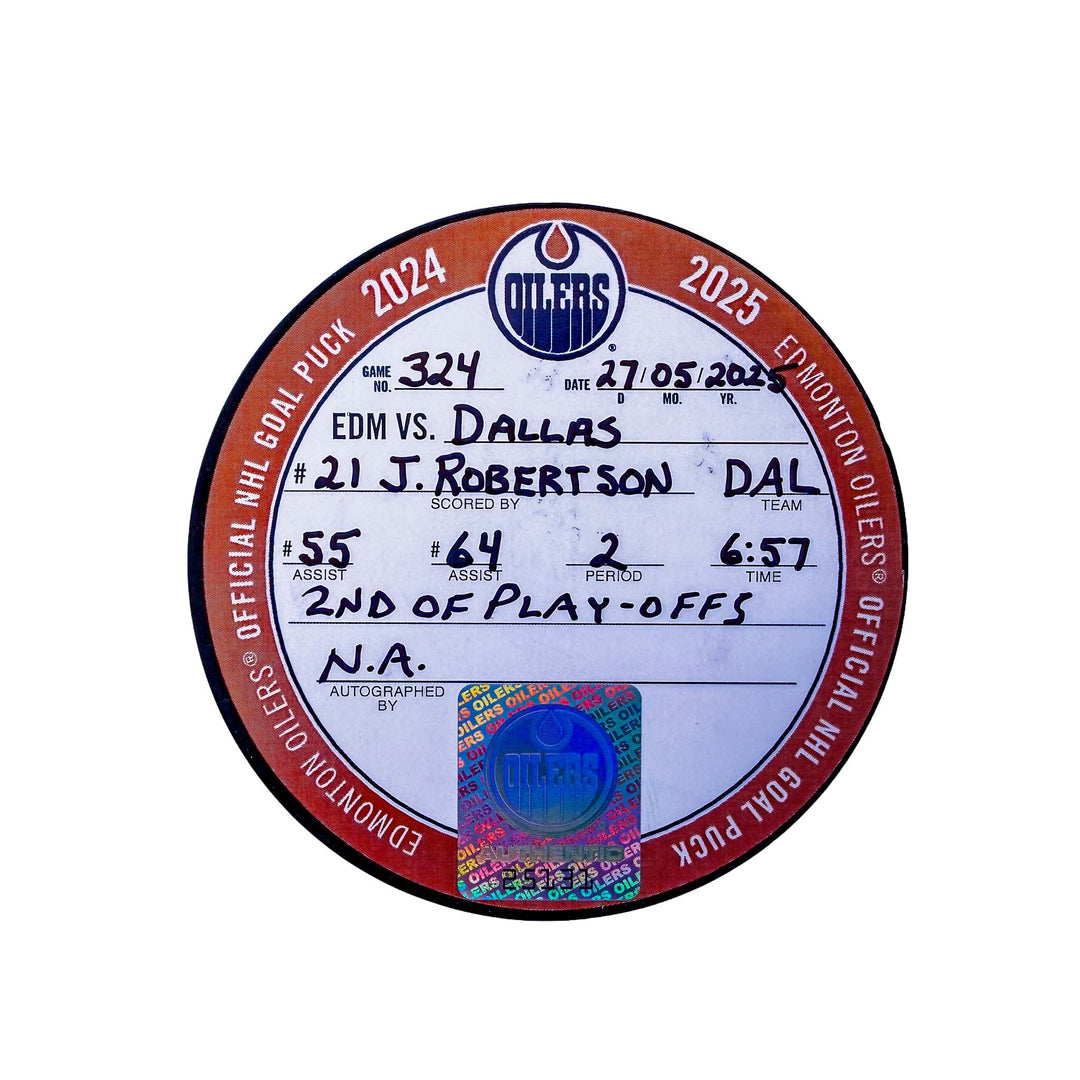 2024
2025
EDMONTON OILERS® OFFICIAL NHL GOAL PUCK
EDMONTON OILERS® OFFICIAL NHL GOAL PUCK
OILERS
®
GAME NO. 324 DATE 27/05/2025
D MO. YR.
EDM VS. DALLAS
# 21 J. ROBERTSON DAL
SCORED BY TEAM
# 55 # 64 2 6:57
ASSIST ASSIST PERIOD TIME
2ND OF PLAY-OFFS
N.A.
AUTOGRAPHED
BY
OILERS
AUTHENTIC
25131